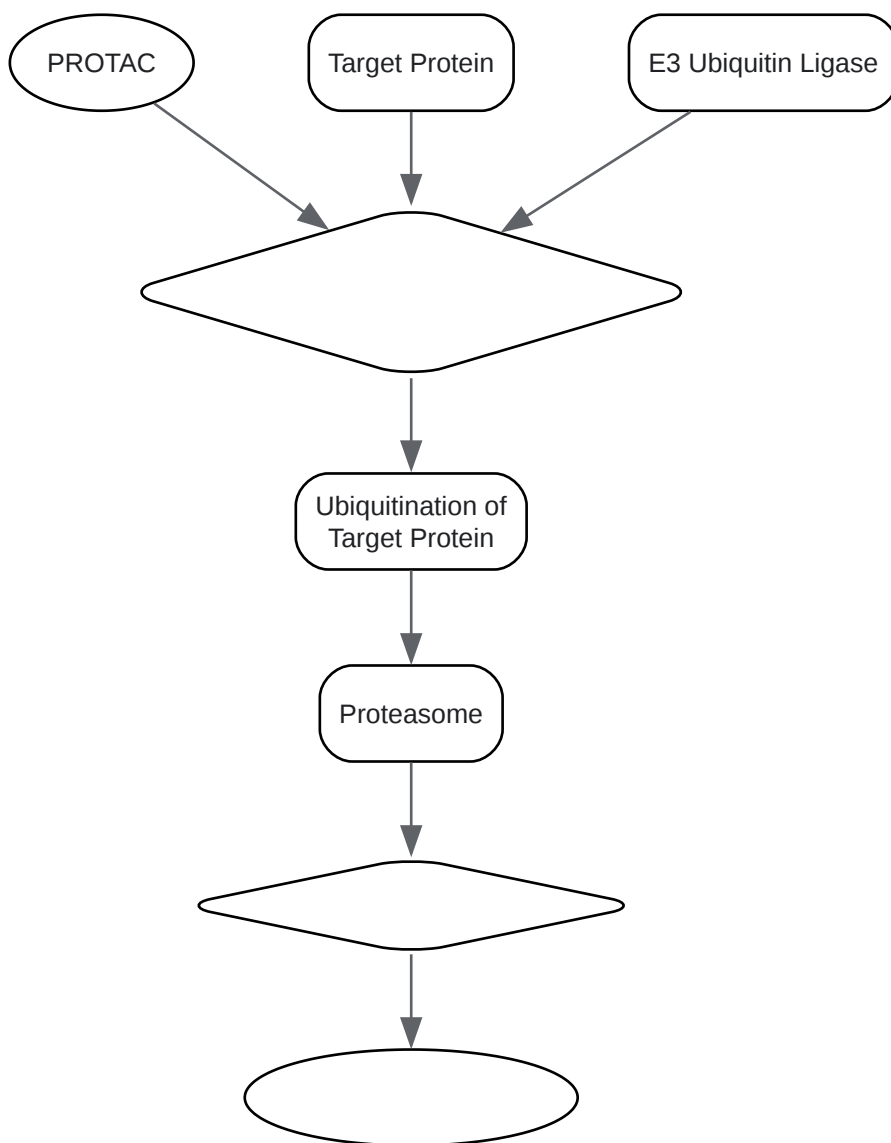 PROTAC
Target Protein
E3 Ubiquitin Ligase
Ubiquitination of
Target Protein
Proteasome